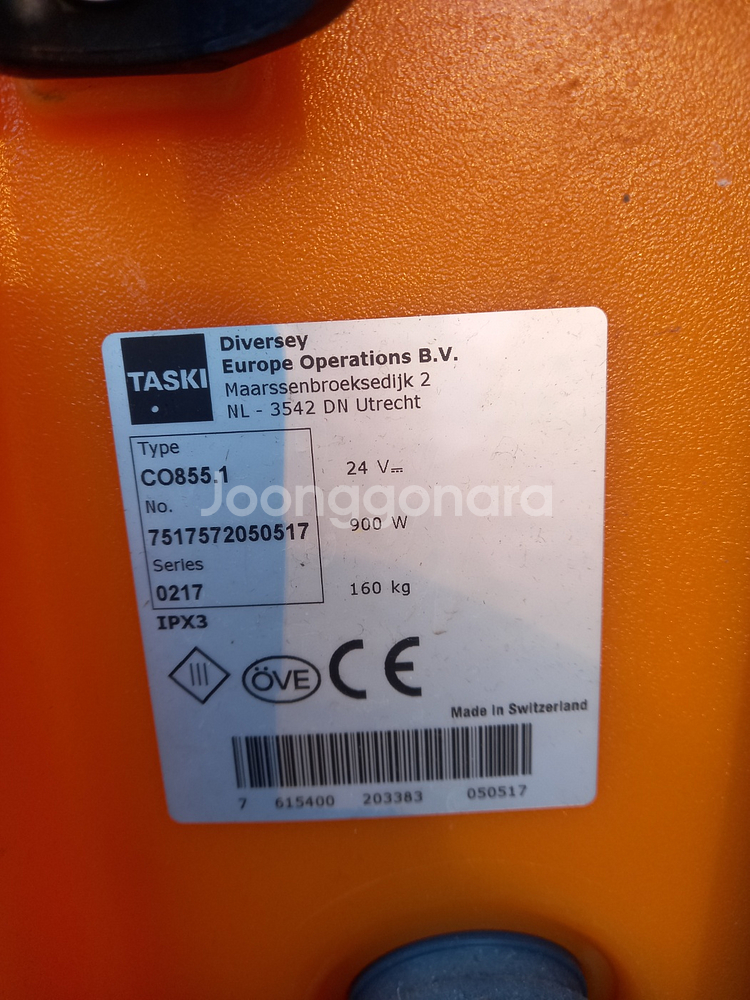 TASKI
Diversey
Europe Operations B.V.
Maarssenbroeksedijk 2
NL - 3542 DN Utrecht
Type
CO855.1
24 V
No.
7517572050517
900 W
Series
0217
160 kg
IPX3
III
ÖVE
CE
Made in Switzerland
7 615400 203383 050517
Joonggonara